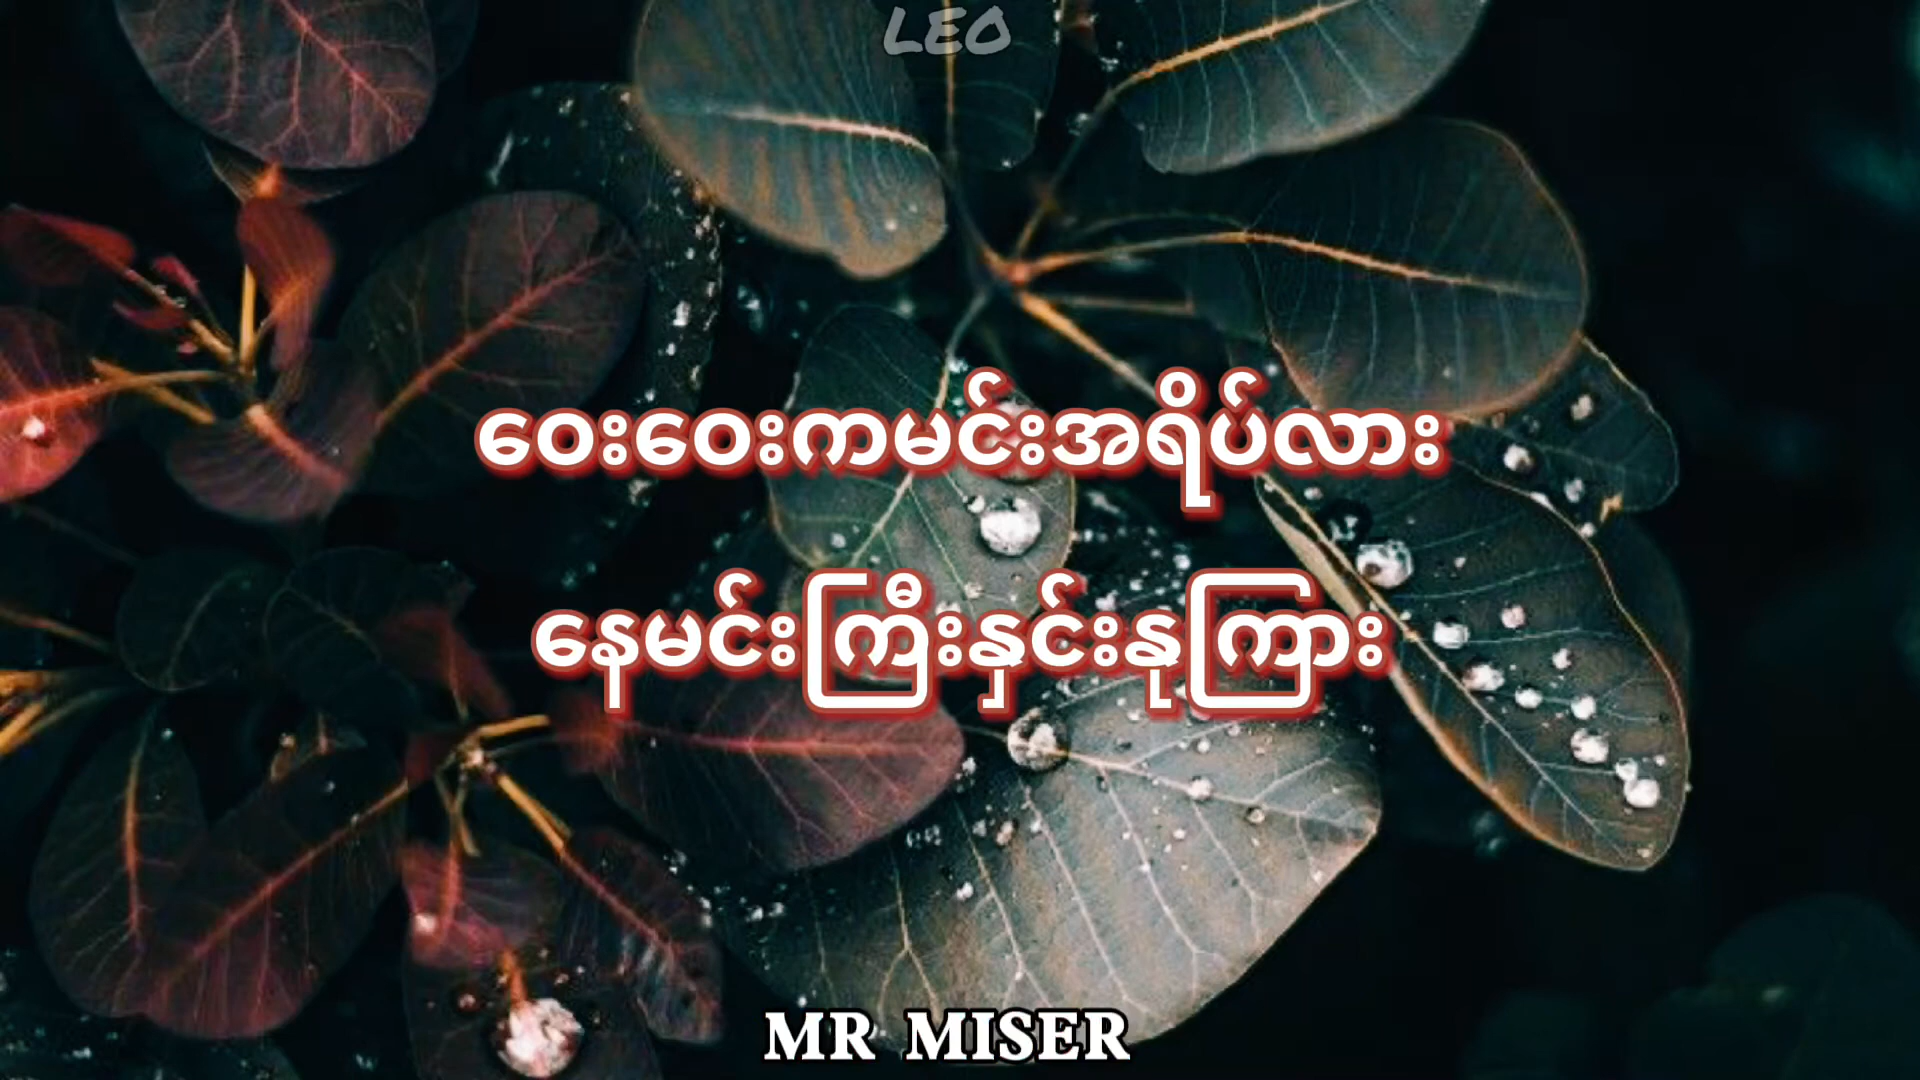 LEO
ဝေးဝေးကမင်းအရိပ်လား
နေမင်းကြီးနှင်းနုကြား
MR MISER